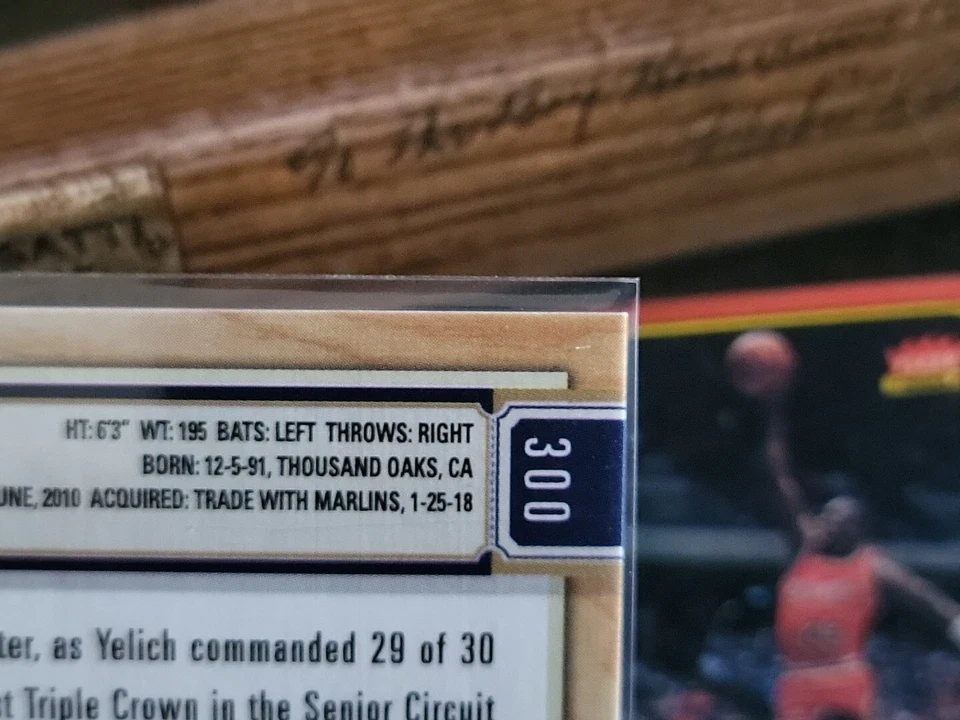 HT: 6'3" WT: 195 BATS: LEFT THROWS: RIGHT
BORN: 12-5-91, THOUSAND OAKS, CA
UNE, 2010 ACQUIRED: TRADE WITH MARLINS, 1-25-18
300
ter, as Yelich commanded 29 of 30
st Triple Crown in the Senior Circuit